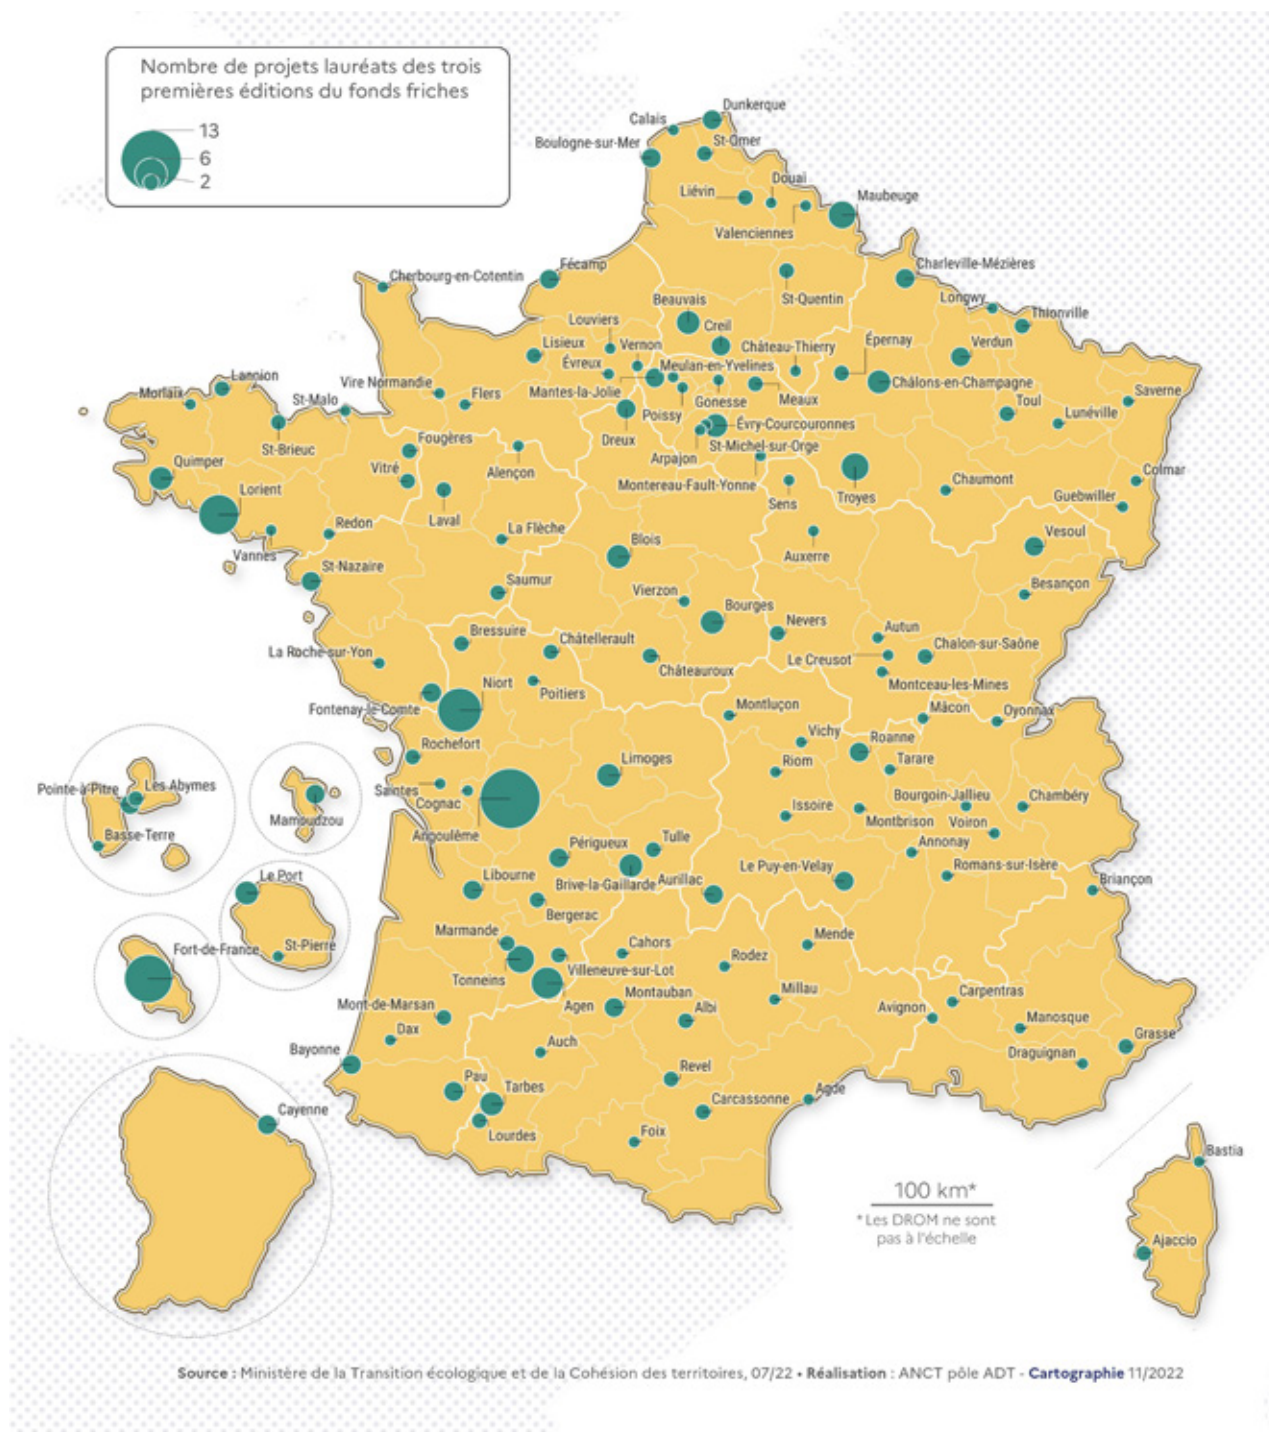 Nombre de projets lauréats des trois
premières éditions du fonds friches
13
6
2
Dunkerque
Calais
Boulogne-sur-Mer
St-Omer
Douai
Liévin
Maubeuge
Valenciennes
Fécamp
Charleville-Mézières
Cherbourg-en-Cotentin
St-Quentin
Longwy
Beauvais
Thionville
Louviers
Creil
Lisieux
Vernon
Château-Thierry
Épernay
Verdun
Évreux
Meulan-en-Yvelines
Lannion
Vire Normandie
Mantes-la-Jolie
Châlons-en-Champagne
Morlaix
St-Malo
Flers
Gonesse
Meaux
Toul
Saverne
Poissy
Lunéville
Évry-Courcouronnes
Fougères
Dreux
St-Brieuc
St-Michel-sur-Orge
Quimper
Vitré
Alençon
Arpajon
Colmar
Chaumont
Montereau-Fault-Yonne
Lorient
Guebwiller
Troyes
Sens
Redon
Laval
La Flèche
Vesoul
Blois
Vannes
Auxerre
St-Nazaire
Saumur
Besançon
Vierzon
Bourges
Nevers
Autun
Bressuire
Châtellerault
Chalon-sur-Saône
La Roche-sur-Yon
Le Creusot
Châteauroux
Niort
Poitiers
Montceau-les-Mines
Fontenay-le-Comte
Montluçon
Mâcon
Oyonnax
Rochefort
Vichy
Roanne
Limoges
Riom
Tarare
Pointe-à-Pitre
Les Abymes
Saintes
Cognac
Bourgoin-Jallieu
Chambéry
Mamoudzou
Issoire
Montbrison
Voiron
Basse-Terre
Angoulême
Périgueux
Tulle
Annonay
Le Puy-en-Velay
Romans-sur-Isère
Le Port
Libourne
Brive-la-Gaillarde
Aurillac
Briançon
Bergerac
Marmande
Mende
Fort-de-France
St-Pierre
Cahors
Rodez
Tonneins
Villeneuve-sur-Lot
Mont-de-Marsan
Agen
Montauban
Millau
Carpentras
Albi
Avignon
Manosque
Dax
Grasse
Auch
Bayonne
Draguignan
Revel
Pau
Tarbes
Agde
Carcassonne
Cayenne
Lourdes
Foix
Bastia
100 km*
* Les DROM ne sont
pas à l'échelle
Ajaccio
Source : Ministère de la Transition écologique et de la Cohésion des territoires, 07/22 • Réalisation : ANCT pôle ADT - Cartographie 11/2022